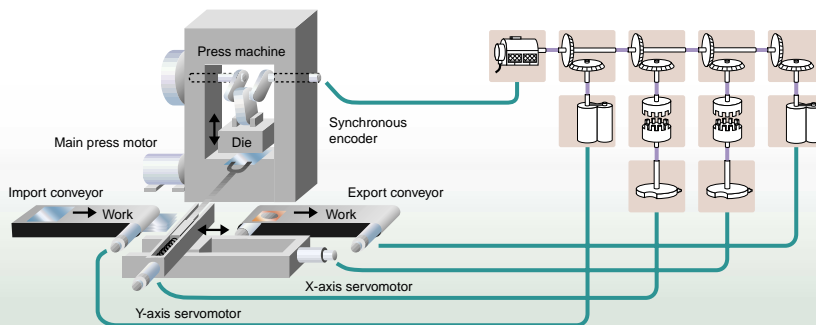 Press machine
Synchronous
encoder
Main press motor
Die
Import conveyor
Export conveyor
Work
Work
X-axis servomotor
Y-axis servomotor